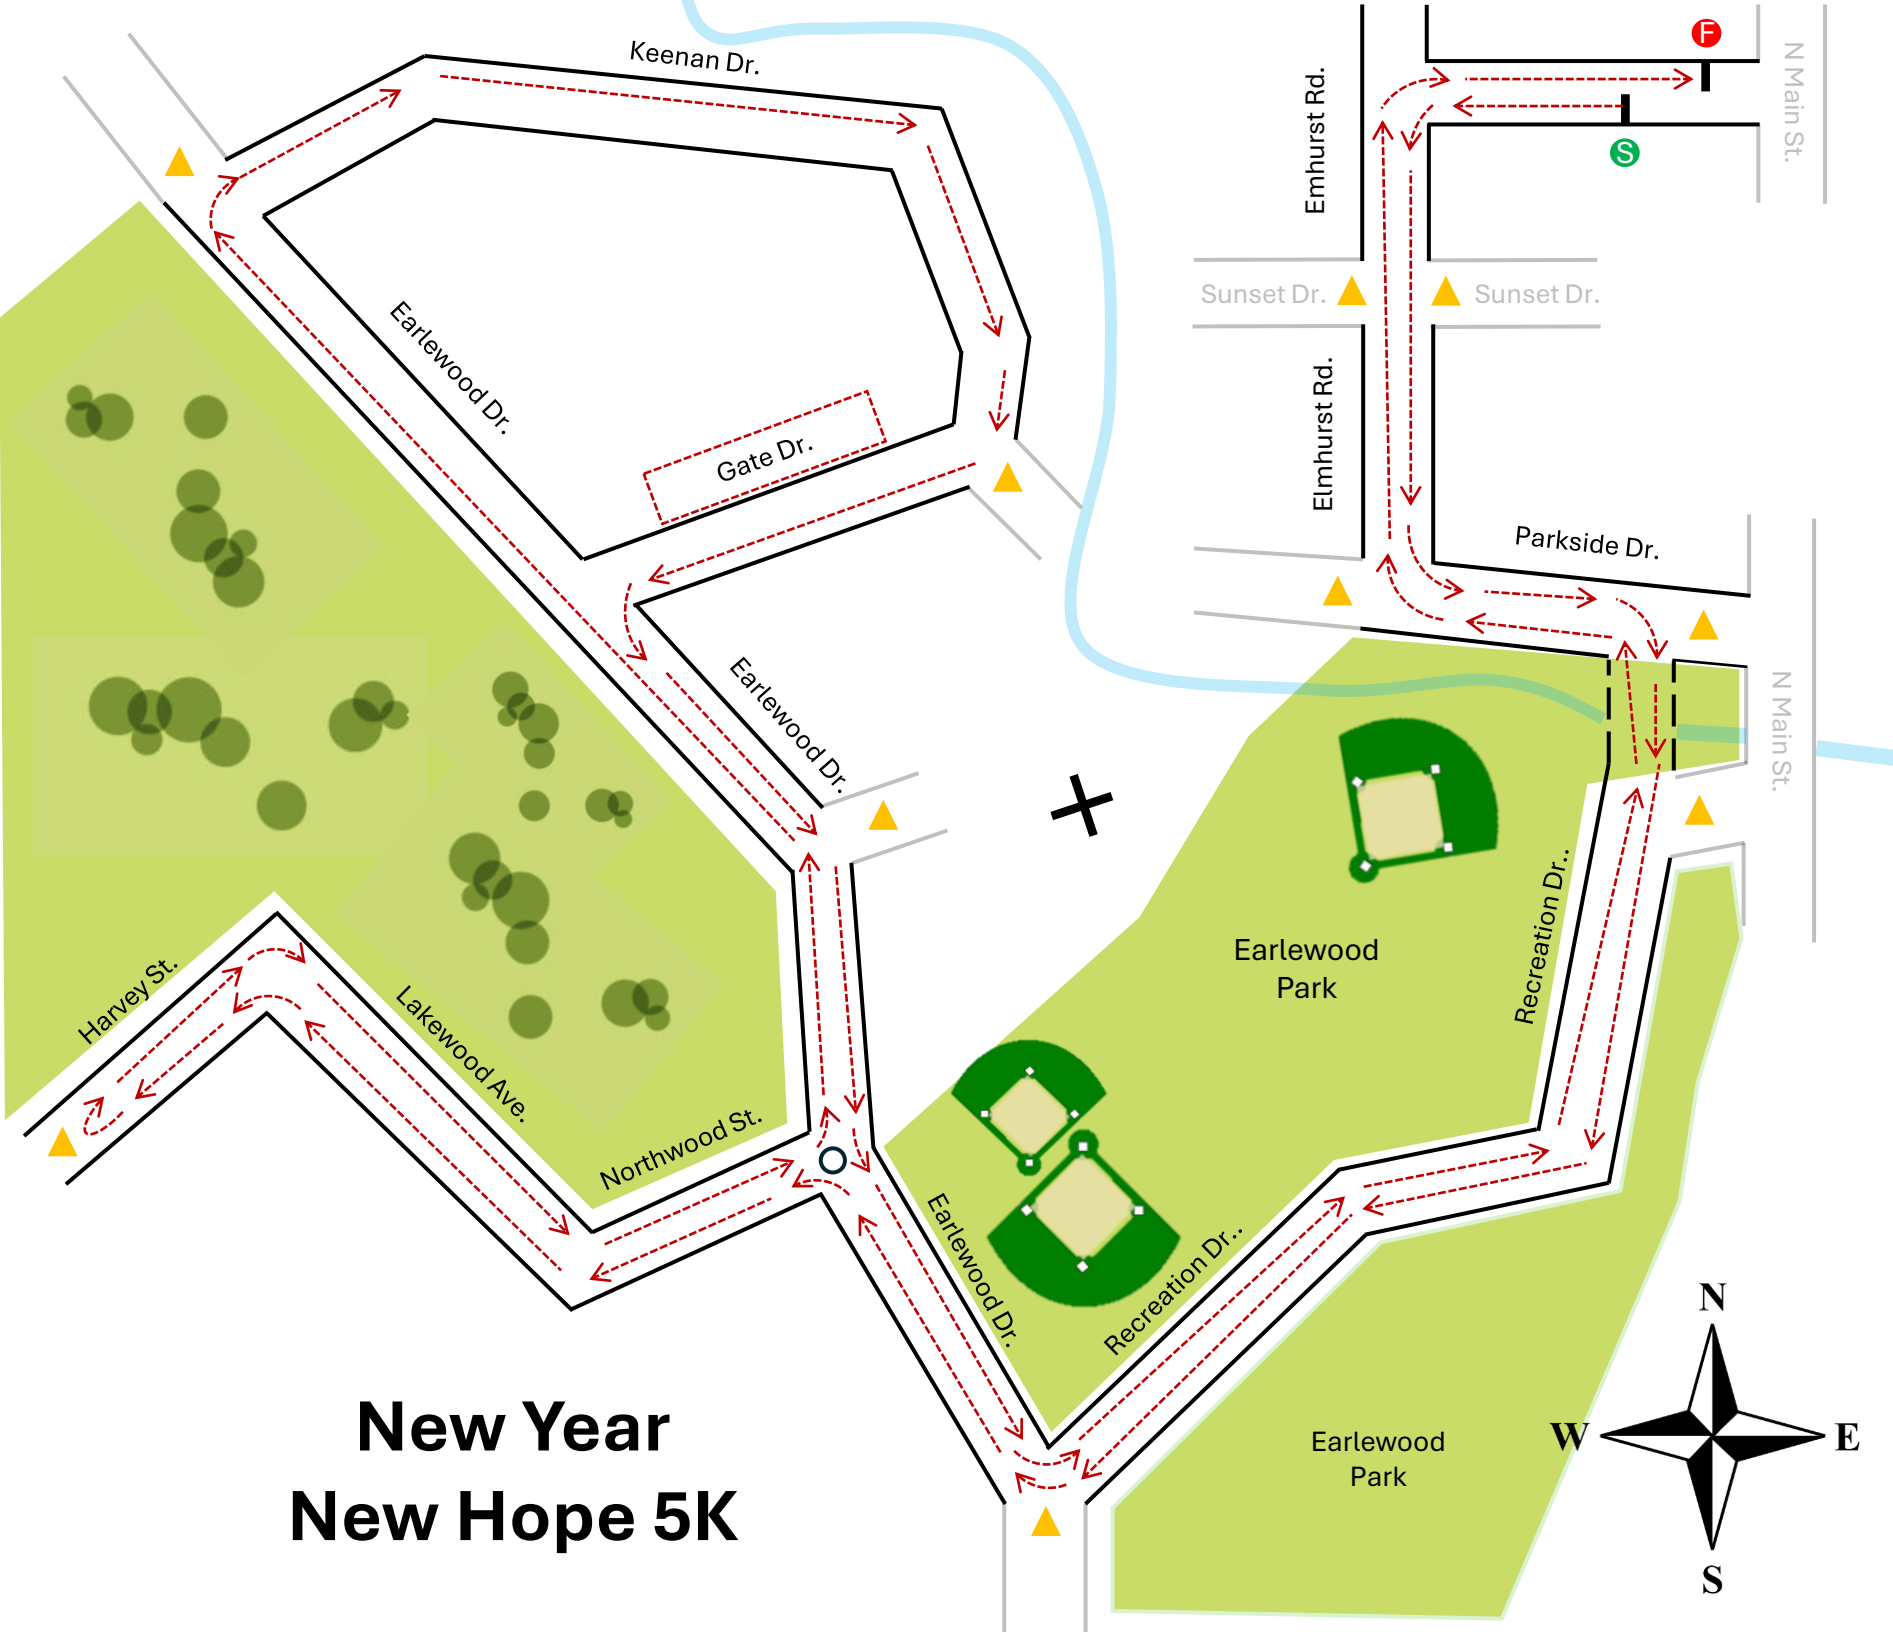 Keenan Dr.
Emhurst Rd.
F
S
N Main St.
Sunset Dr.
Sunset Dr.
Earlewood Dr.
Gate Dr.
Elmhurst Rd.
Parkside Dr.
Earlewood Dr.
N Main St.
Recreation Dr..
Earlewood
Park
Harvey St.
Lakewood Ave.
Northwood St.
Earlewood Dr.
Recreation Dr..
New Year
New Hope 5K
Earlewood
Park
N
W
E
S